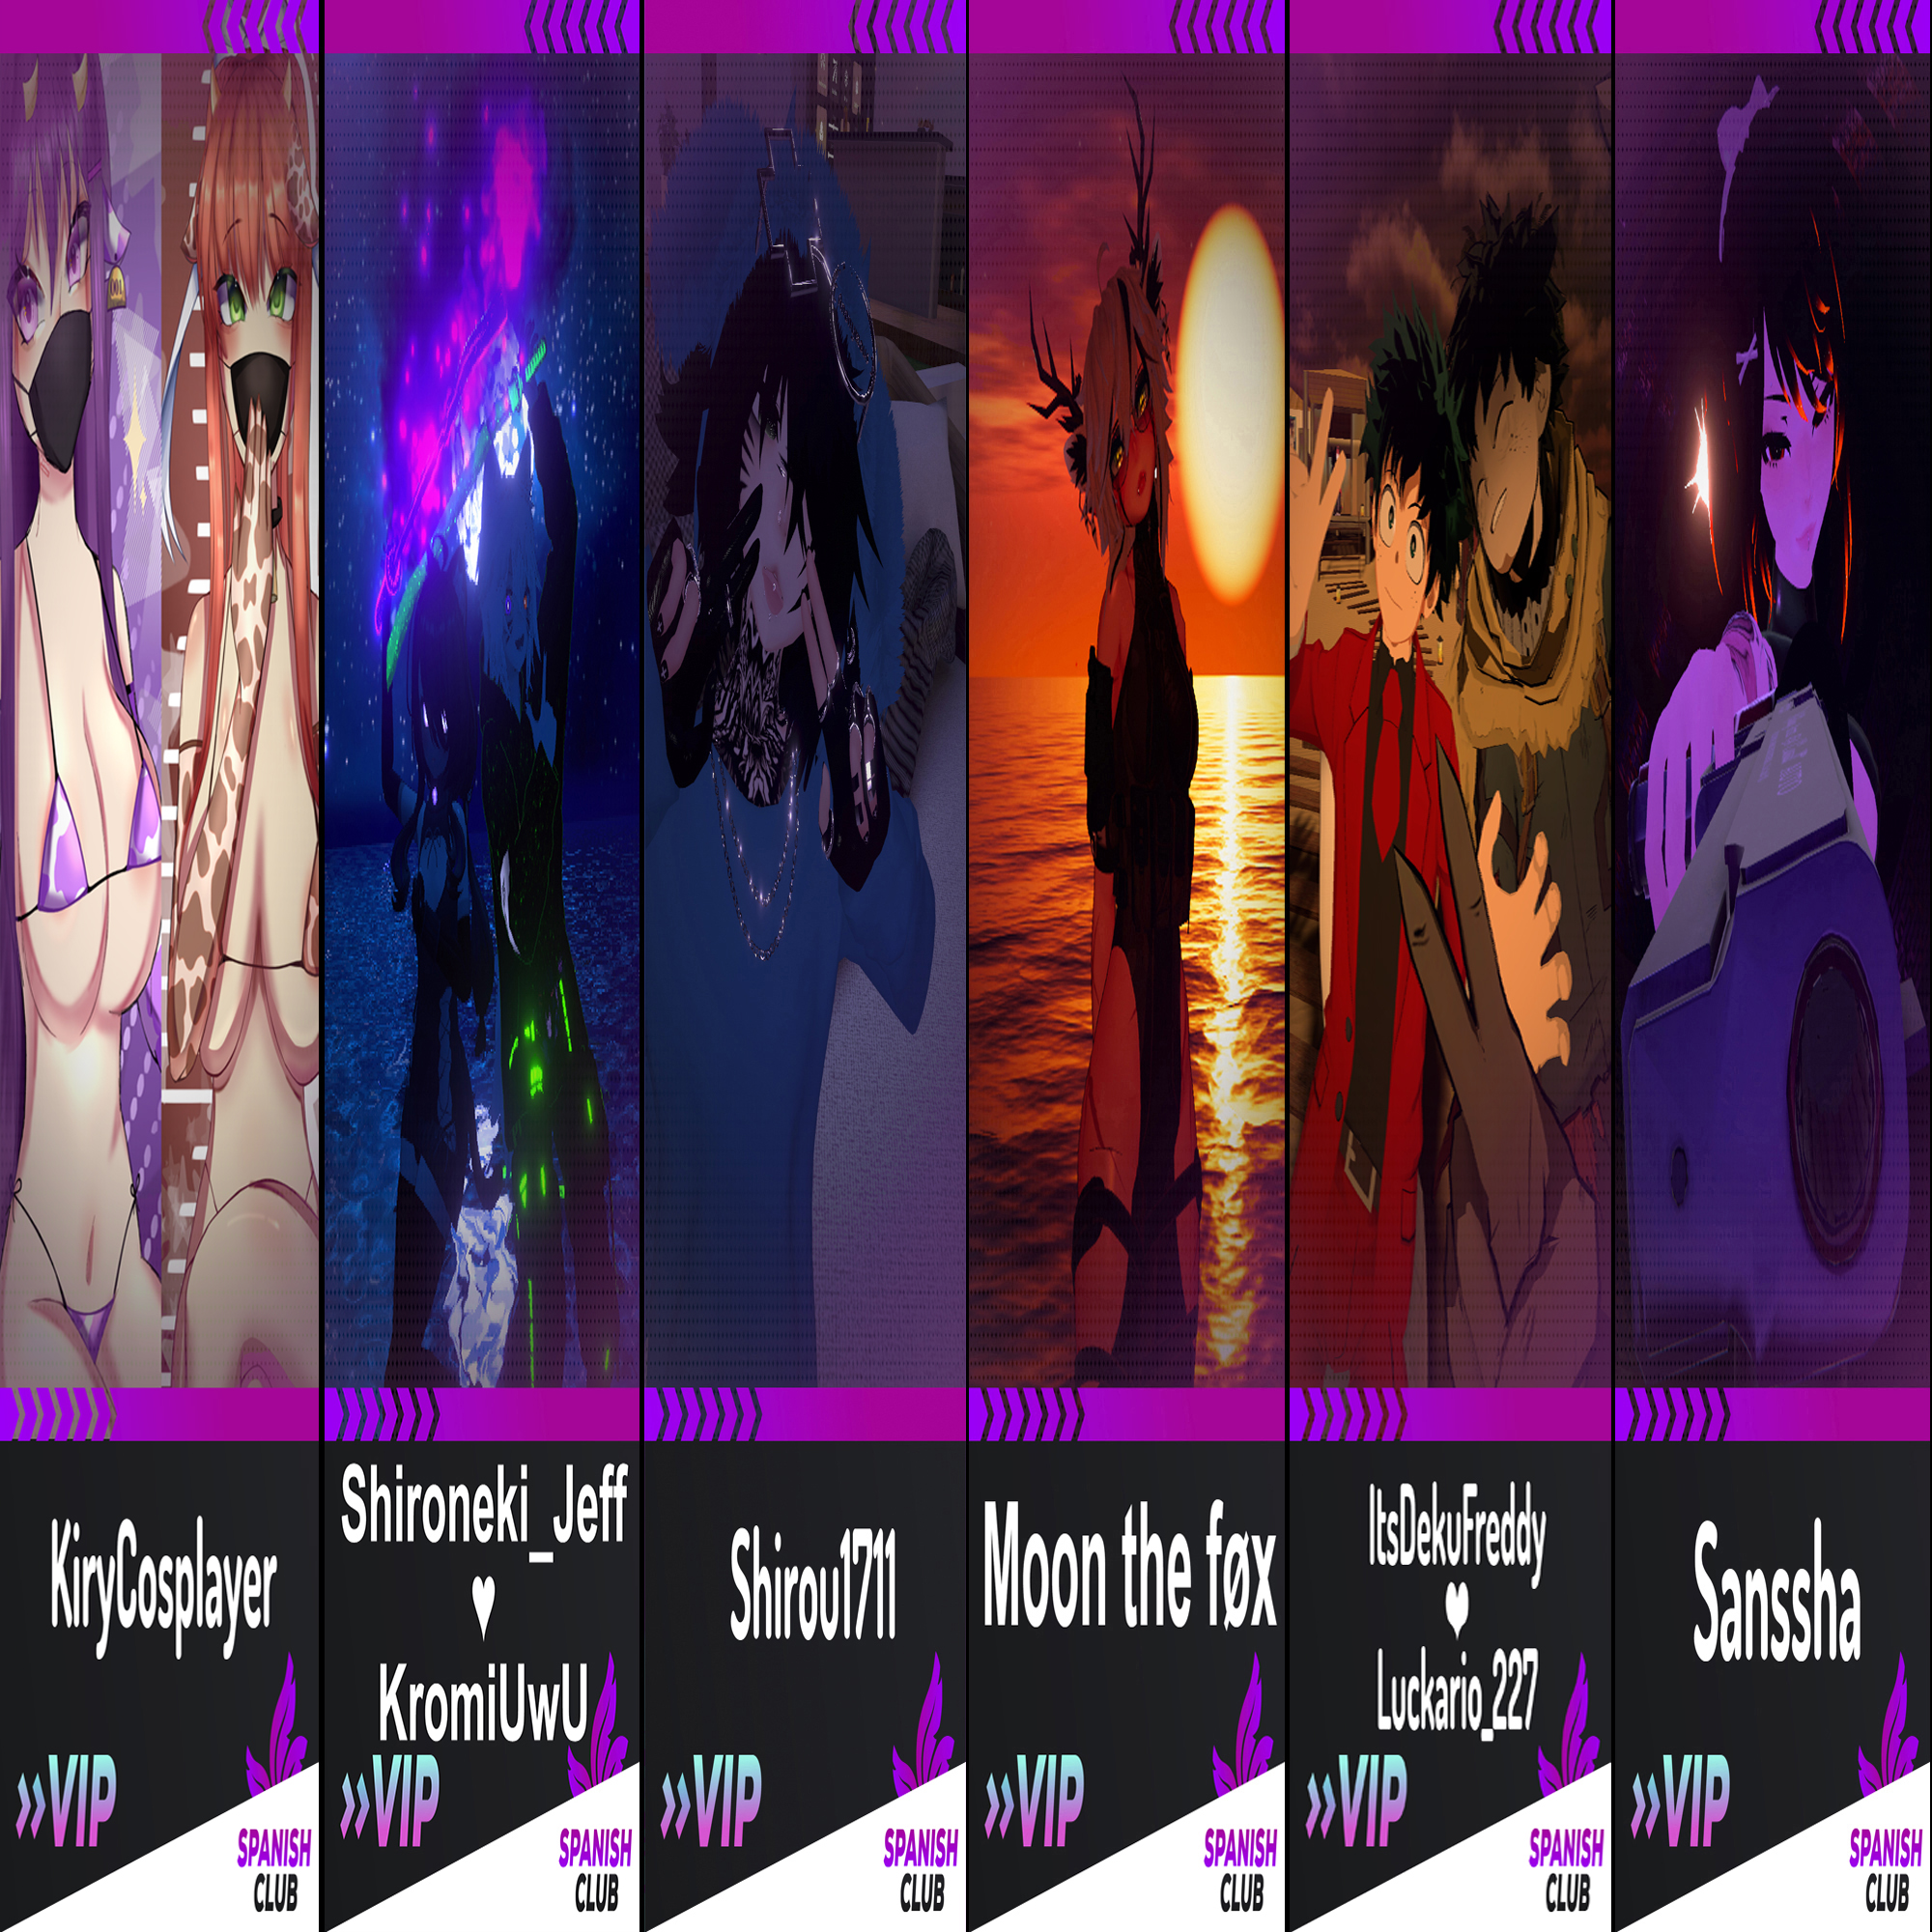 KiryCosplayer
VIP
SPANISH
CLUB
Shironeki_Jeff
♥
KromiUwU
VIP
SPANISH
CLUB
Shirou1711
VIP
SPANISH
CLUB
Moon the føx
VIP
SPANISH
CLUB
ItsDekuFreddy
♥
Luckario_227
VIP
SPANISH
CLUB
Sanssha
VIP
SPANISH
CLUB